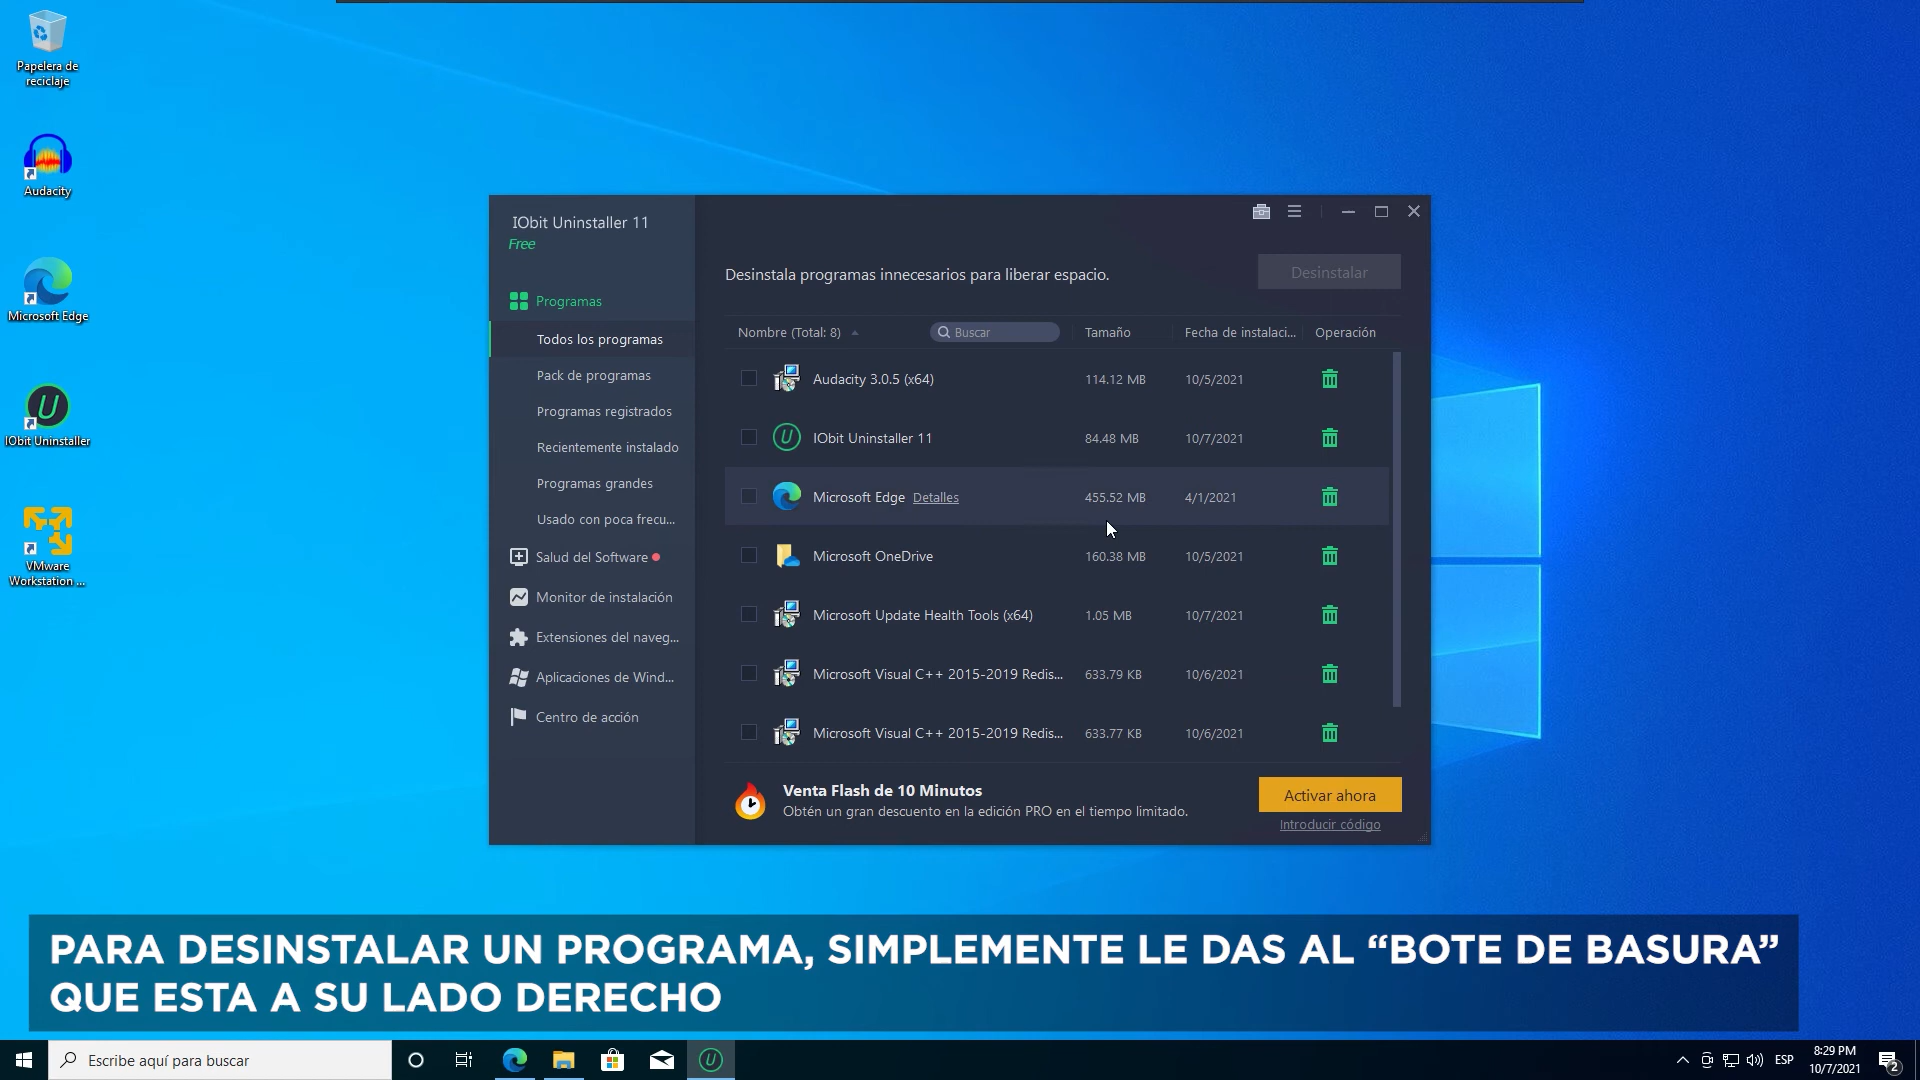 Papelera de
reciclaje
Audacity
Microsoft Edge
IObit Uninstaller
VMware
Workstation ...
IObit Uninstaller 11
Free
Programas
Todos los programas
Pack de programas
Programas registrados
Recientemente instalado
Programas grandes
Usado con poca frecu...
Salud del Software
Monitor de instalación
Extensiones del naveg...
Aplicaciones de Wind...
Centro de acción
Desinstala programas innecesarios para liberar espacio.
Desinstalar
Nombre (Total: 8) Buscar Tamaño Fecha de instalaci... Operación
Audacity 3.0.5 (x64) 114.12 MB 10/5/2021
IObit Uninstaller 11 84.48 MB 10/7/2021
Microsoft Edge Detalles 455.52 MB 4/1/2021
Microsoft OneDrive 160.38 MB 10/5/2021
Microsoft Update Health Tools (x64) 1.05 MB 10/7/2021
Microsoft Visual C++ 2015-2019 Redis... 633.79 KB 10/6/2021
Microsoft Visual C++ 2015-2019 Redis... 633.77 KB 10/6/2021
Venta Flash de 10 Minutos
Obtén un gran descuento en la edición PRO en el tiempo limitado.
Activar ahora
Introducir código
PARA DESINSTALAR UN PROGRAMA, SIMPLEMENTE LE DAS AL “BOTE DE BASURA”
QUE ESTA A SU LADO DERECHO
Escribe aquí para buscar
ESP
8:29 PM
10/7/2021
2